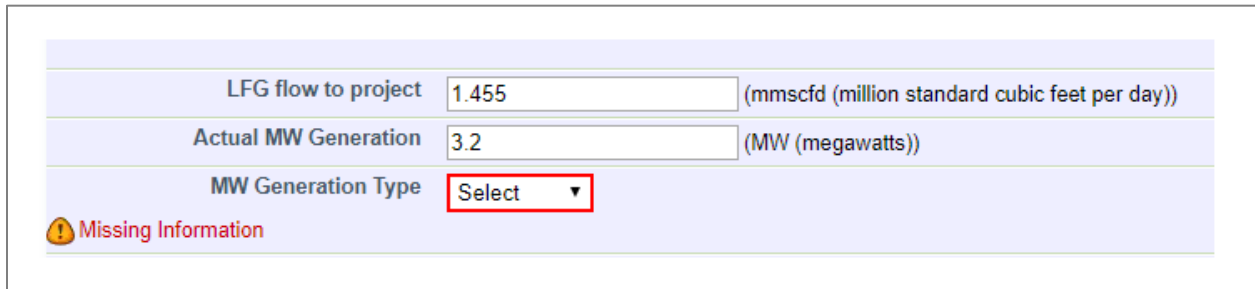 LFG flow to project 1.455 (mmscfd (million standard cubic feet per day))
Actual MW Generation 3.2 (MW (megawatts))
MW Generation Type Select
Missing Information